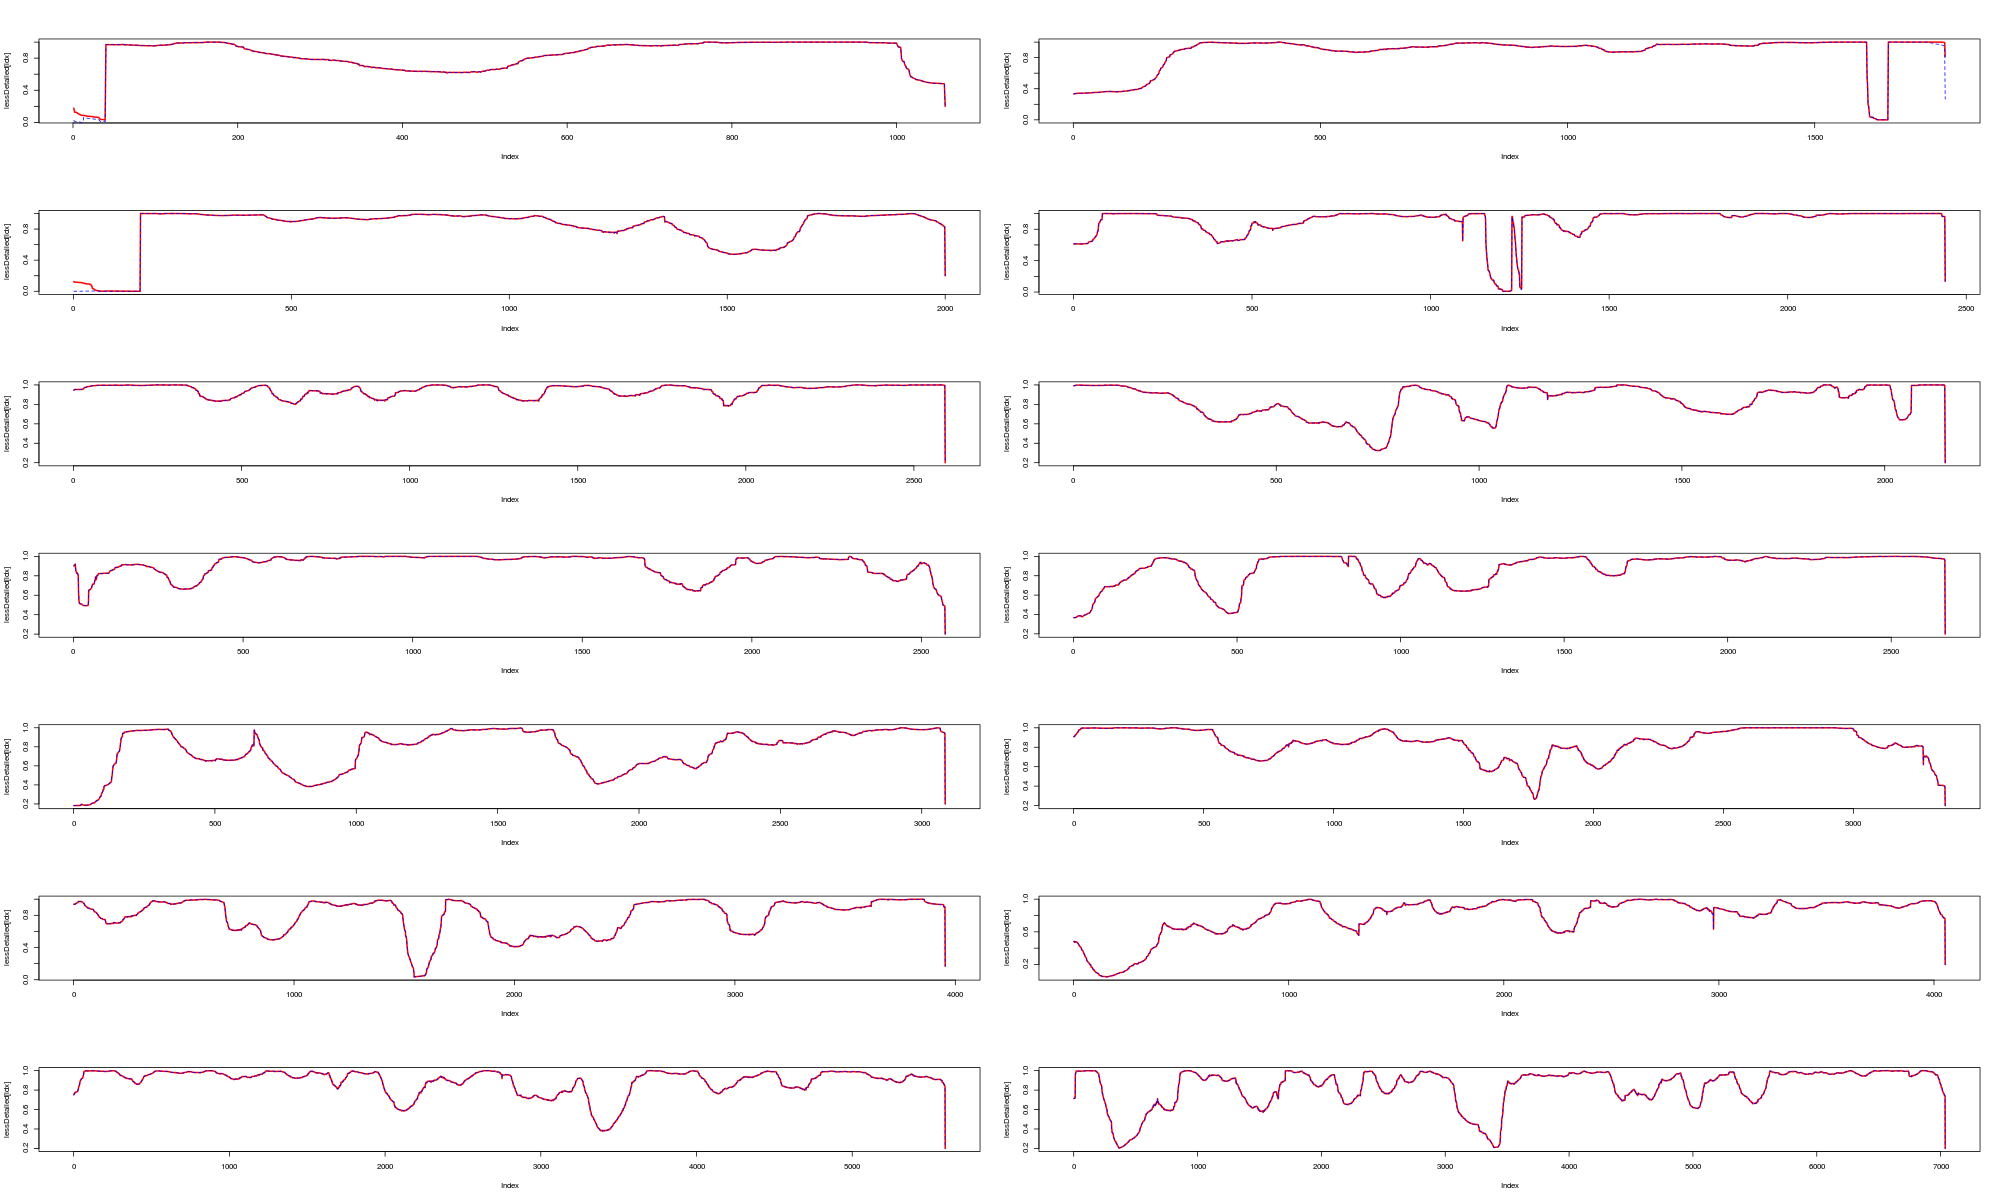 lessDetailed[idx]
0.0 0.4 0.8
0 200 400 600 800 1000
Index
lessDetailed[idx]
0.0 0.4 0.8
0 500 1000 1500
Index
lessDetailed[idx]
0.0 0.4 0.8
0 500 1000 1500 2000
Index
lessDetailed[idx]
0.0 0.4 0.8
0 500 1000 1500 2000 2500
Index
lessDetailed[idx]
0.2 0.4 0.6 0.8 1.0
0 500 1000 1500 2000 2500
Index
lessDetailed[idx]
0.2 0.4 0.6 0.8 1.0
0 500 1000 1500 2000
Index
lessDetailed[idx]
0.2 0.4 0.6 0.8 1.0
0 500 1000 1500 2000 2500
Index
lessDetailed[idx]
0.2 0.4 0.6 0.8 1.0
0 500 1000 1500 2000 2500
Index
lessDetailed[idx]
0.2 0.4 0.6 0.8 1.0
0 500 1000 1500 2000 2500 3000
Index
lessDetailed[idx]
0.2 0.4 0.6 0.8 1.0
0 500 1000 1500 2000 2500 3000
Index
lessDetailed[idx]
0.0 0.4 0.8
0 1000 2000 3000 4000
Index
lessDetailed[idx]
0.2 0.6 1.0
0 1000 2000 3000 4000
Index
lessDetailed[idx]
0.2 0.4 0.6 0.8 1.0
0 1000 2000 3000 4000 5000
Index
lessDetailed[idx]
0.2 0.4 0.6 0.8 1.0
0 1000 2000 3000 4000 5000 6000 7000
Index